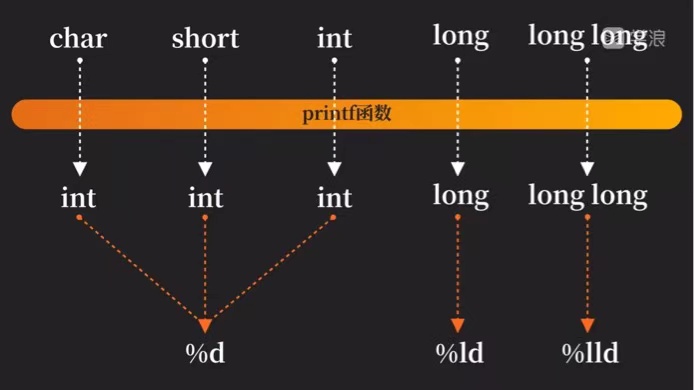 char short int long long long
printf函数
int int int long long long
%d %ld %lld